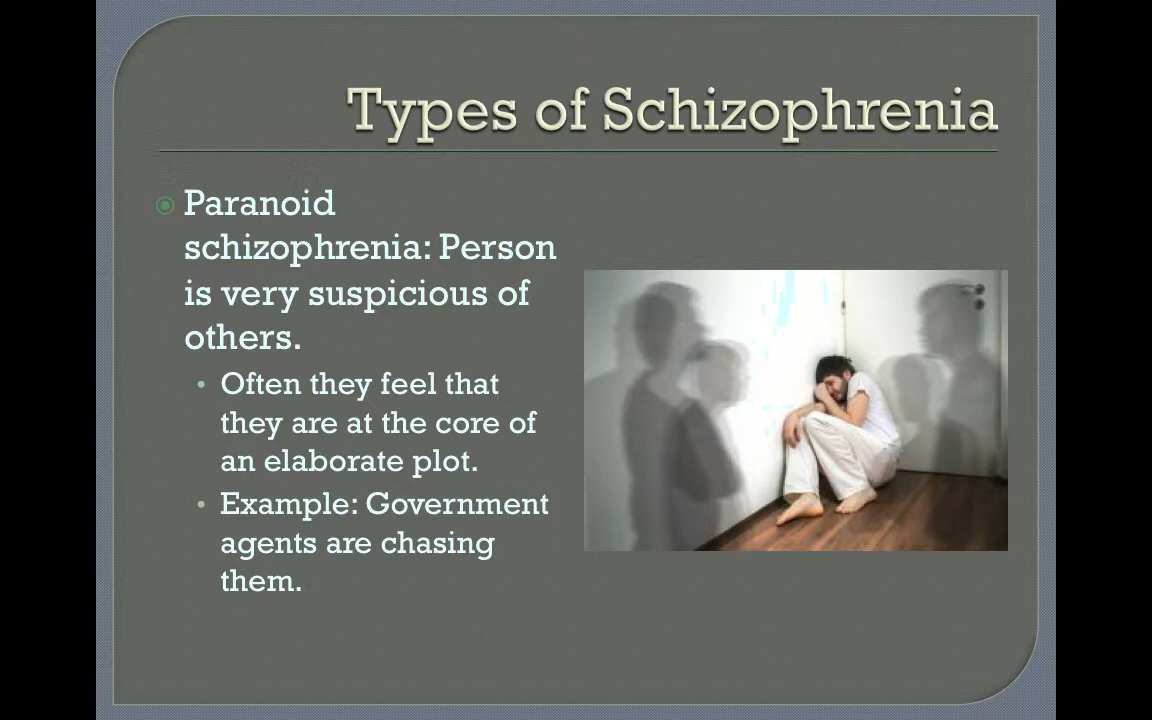 Types of Schizophrenia
Paranoid
schizophrenia: Person
is very suspicious of
others.
Often they feel that
they are at the core of
an elaborate plot.
Example: Government
agents are chasing
them.